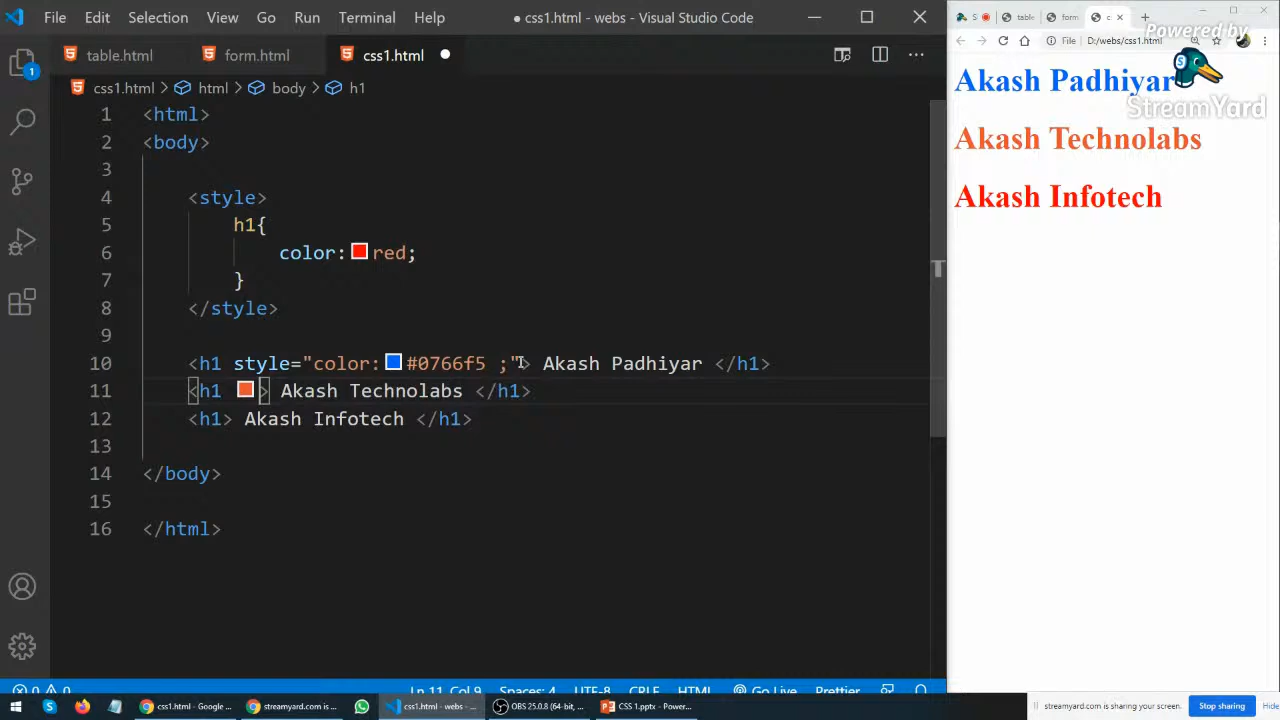 File Edit Selection View Go Run Terminal Help
● css1.html - webs - Visual Studio Code
table.html form.html css1.html
css1.html > html > body > h1
1 <html>
2 <body>
3
4 <style>
5 h1{
6 color: red;
7 }
8 </style>
9
10 <h1 style="color: #0766f5 ;"> Akash Padhiyar </h1>
11 <h1 > Akash Technolabs </h1>
12 <h1> Akash Infotech </h1>
13
14 </body>
15
16 </html>
1
0 0 Ln 11, Col 9 Spaces: 4 UTF-8 CRLF HTML Go Live Prettier
S table form c
File D:/webs/css1.html
Powered by
StreamYard
Akash Padhiyar
Akash Technolabs
Akash Infotech
css1.html - Google ... streamyard.com is ... css1.html - webs - ... OBS 25.0.8 (64-bit, ... CSS 1.pptx - Power...
streamyard.com is sharing your screen. Stop sharing Hide